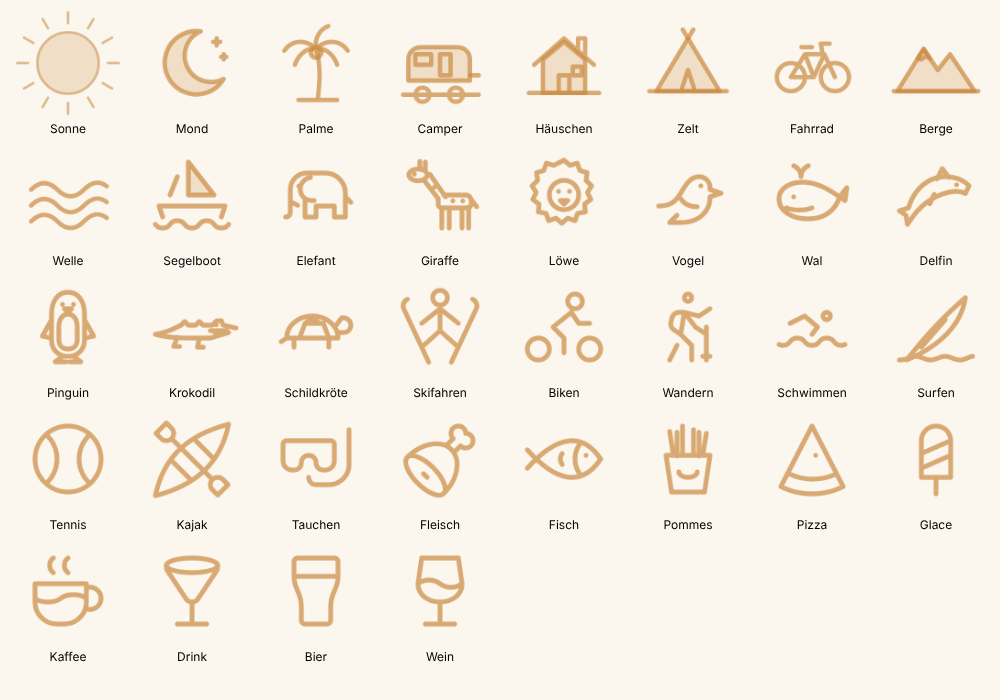 Sonne Mond Palme Camper Häuschen Zelt Fahrrad Berge
Welle Segelboot Elefant Giraffe Löwe Vogel Wal Delfin
Pinguin Krokodil Schildkröte Skifahren Biken Wandern Schwimmen Surfen
Tennis Kajak Tauchen Fleisch Fisch Pommes Pizza Glace
Kaffee Drink Bier Wein